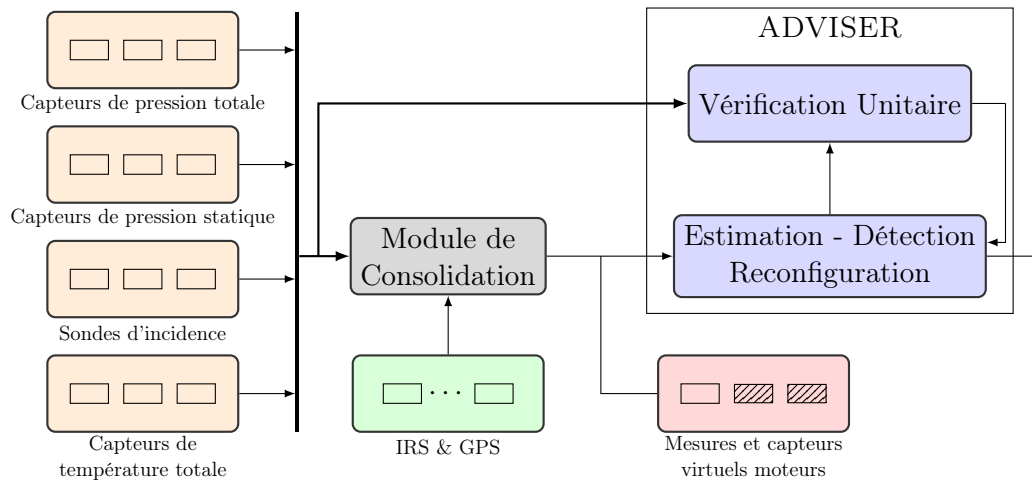 ADVISER
Capteurs de pression totale
Vérification Unitaire
Capteurs de pression statique
Module de
Consolidation
Estimation - Détection
Reconfiguration
Sondes d'incidence
Capteurs de
température totale
IRS & GPS
Mesures et capteurs
virtuels moteurs